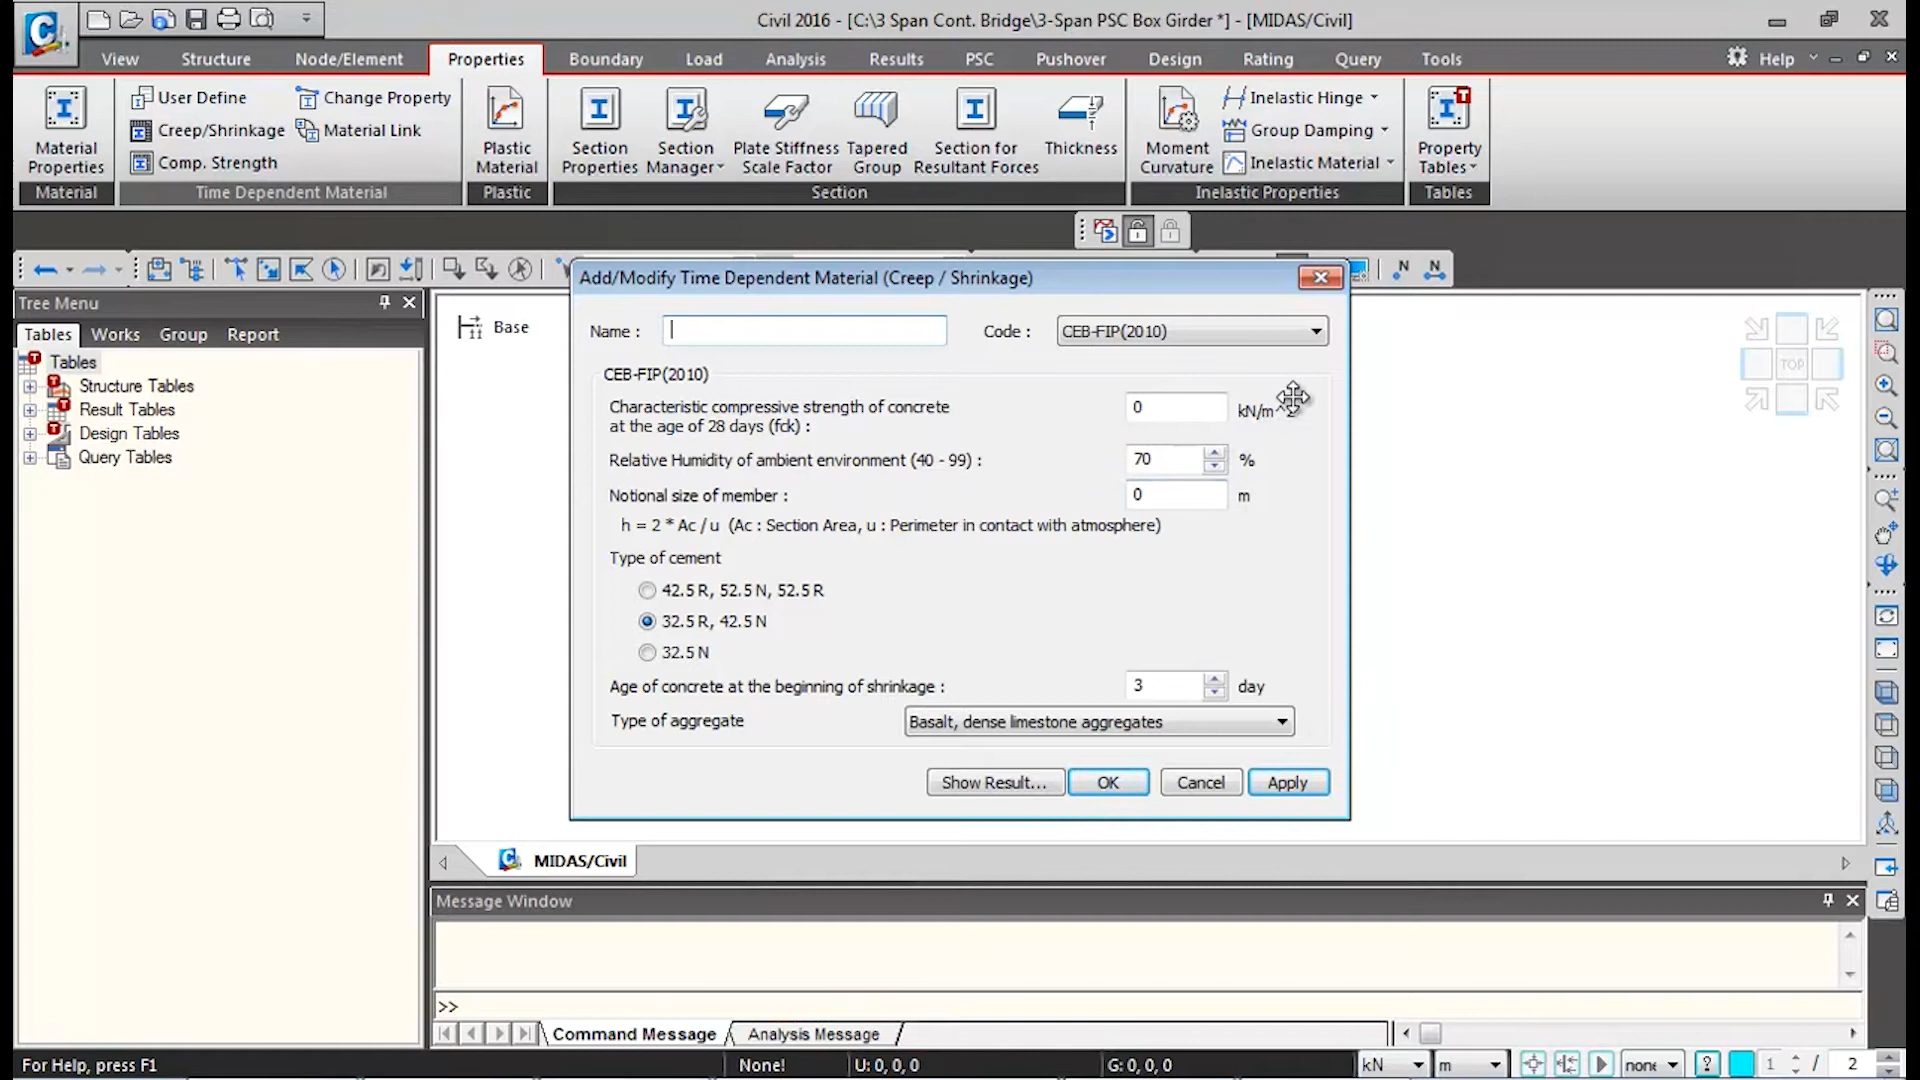 Civil 2016 - [C:\3 Span Cont. Bridge\3-Span PSC Box Girder *] - [MIDAS/Civil]
View Structure Node/Element Properties Boundary Load Analysis Results PSC Pushover Design Rating Query Tools Help
Material Properties
User Define
Creep/Shrinkage
Comp. Strength
Change Property
Material Link
Plastic Material
Section Properties
Section Manager
Plate Stiffness Scale Factor
Tapered Group
Section for Resultant Forces
Thickness
Moment Curvature
Inelastic Hinge
Group Damping
Inelastic Material
Property Tables
Material Time Dependent Material Plastic Section Inelastic Properties Tables
Tree Menu
Tables Works Group Report
Tables
Structure Tables
Result Tables
Design Tables
Query Tables
Base
TOP
Add/Modify Time Dependent Material (Creep / Shrinkage)
Name : Code : CEB-FIP(2010)
CEB-FIP(2010)
Characteristic compressive strength of concrete
at the age of 28 days (fck) : 0
Relative Humidity of ambient environment (40 - 99) : 70 %
Notional size of member : 0 m
h = 2 * Ac / u (Ac : Section Area, u : Perimeter in contact with atmosphere)
Type of cement
42.5 R, 52.5 N, 52.5 R
32.5 R, 42.5 N
32.5 N
Age of concrete at the beginning of shrinkage : 3 day
Type of aggregate Basalt, dense limestone aggregates
Show Result... OK Cancel Apply
MIDAS/Civil
Message Window
>>
Command Message Analysis Message
For Help, press F1 None! U: 0, 0, 0 G: 0, 0, 0 kN m none ? 1 / 2